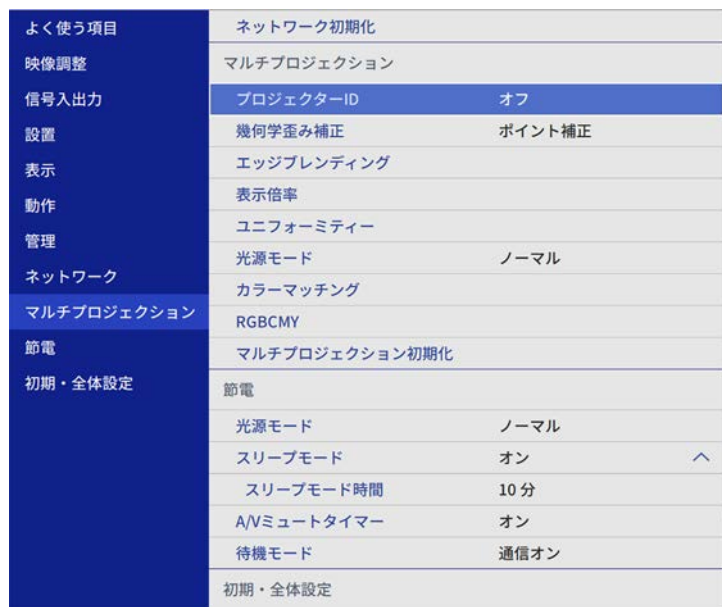 よく使う項目
映像調整
信号入出力
設置
表示
動作
管理
ネットワーク
マルチプロジェクション
節電
初期・全体設定
ネットワーク初期化
マルチプロジェクション
プロジェクターID オフ
幾何学歪み補正 ポイント補正
エッジブレンディング
表示倍率
ユニフォーミティー
光源モード ノーマル
カラーマッチング
RGBCMY
マルチプロジェクション初期化
節電
光源モード ノーマル
スリープモード オン
スリープモード時間 10 分
A/Vミュートタイマー オン
待機モード 通信オン
初期・全体設定